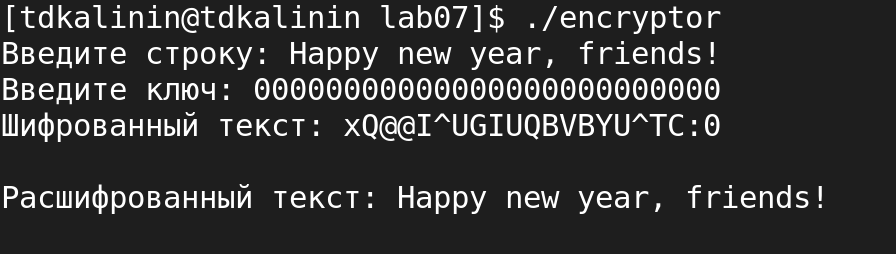 [tdkalinin@tdkalinin lab07]$ ./encryptor
Введите строку: Happy new year, friends!
Введите ключ: 00000000000000000000000000
Шифрованный текст: xQ@@I^UGIUQBVBYU^TC:0
Расшифрованный текст: Happy new year, friends!